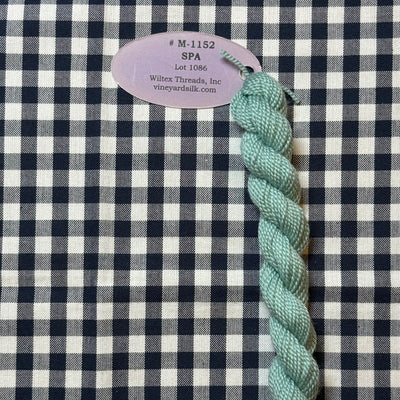 # M-1152
SPA
Lot 1086
Wiltex Threads, Inc
vineyardsilk.com